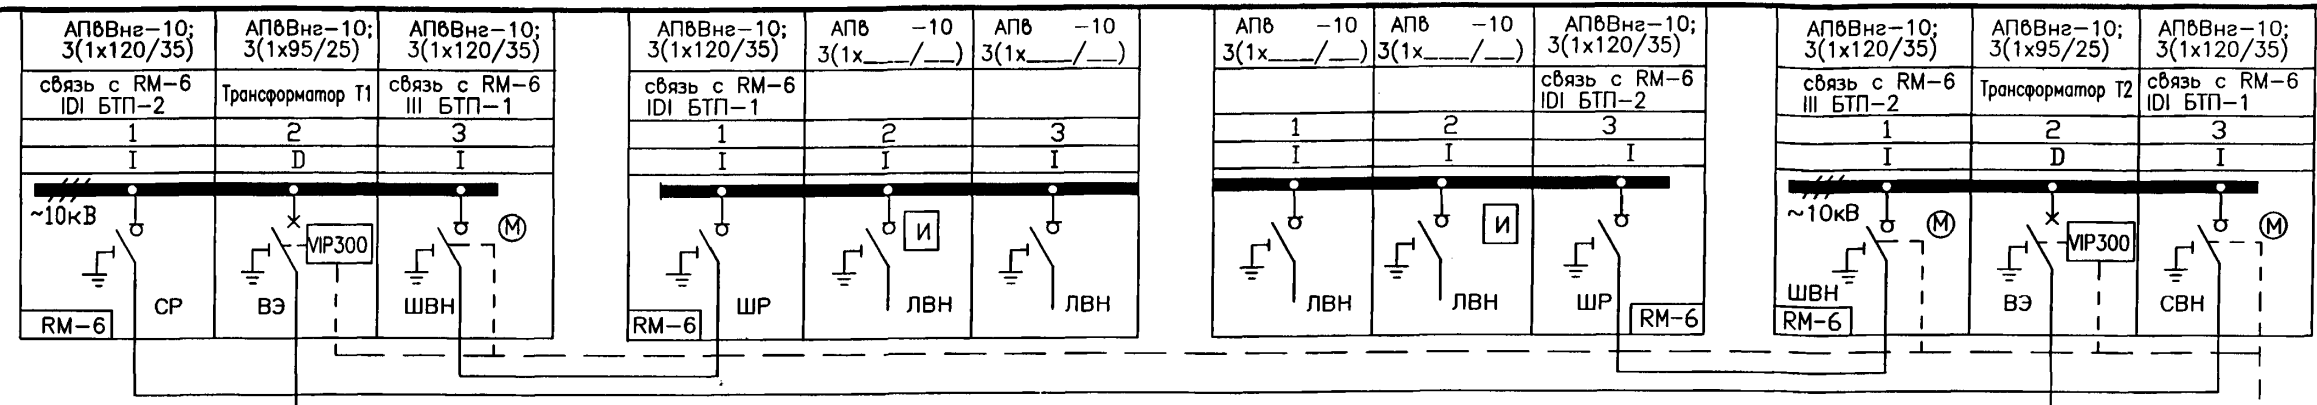 АПвВнг-10;
3(1х120/35)
АПвВнг-10;
3(1х95/25)
АПвВнг-10;
3(1х120/35)
связь с RM-6
IDI БТП-2
Трансформатор Т1
связь с RM-6
III БТП-1
1
2
3
I
D
I
~10кВ
VIP300
M
СР
ВЭ
ШВН
RM-6
АПвВнг-10;
3(1х120/35)
АПв -10
3(1х___/__)
АПв -10
3(1х___/__)
связь с RM-6
IDI БТП-1
1
2
3
I
I
I
И
ШР
ЛВН
ЛВН
RM-6
АПв -10
3(1х___/__)
АПв -10
3(1х___/__)
АПвВнг-10;
3(1х120/35)
связь с RM-6
IDI БТП-2
1
2
3
I
I
I
И
ЛВН
ЛВН
ШР
RM-6
АПвВнг-10;
3(1х120/35)
АПвВнг-10;
3(1х95/25)
АПвВнг-10;
3(1х120/35)
связь с RM-6
III БТП-2
Трансформатор Т2
связь с RM-6
IDI БТП-1
1
2
3
I
D
I
~10кВ
M
VIP300
M
ШВН
ВЭ
СВН
RM-6